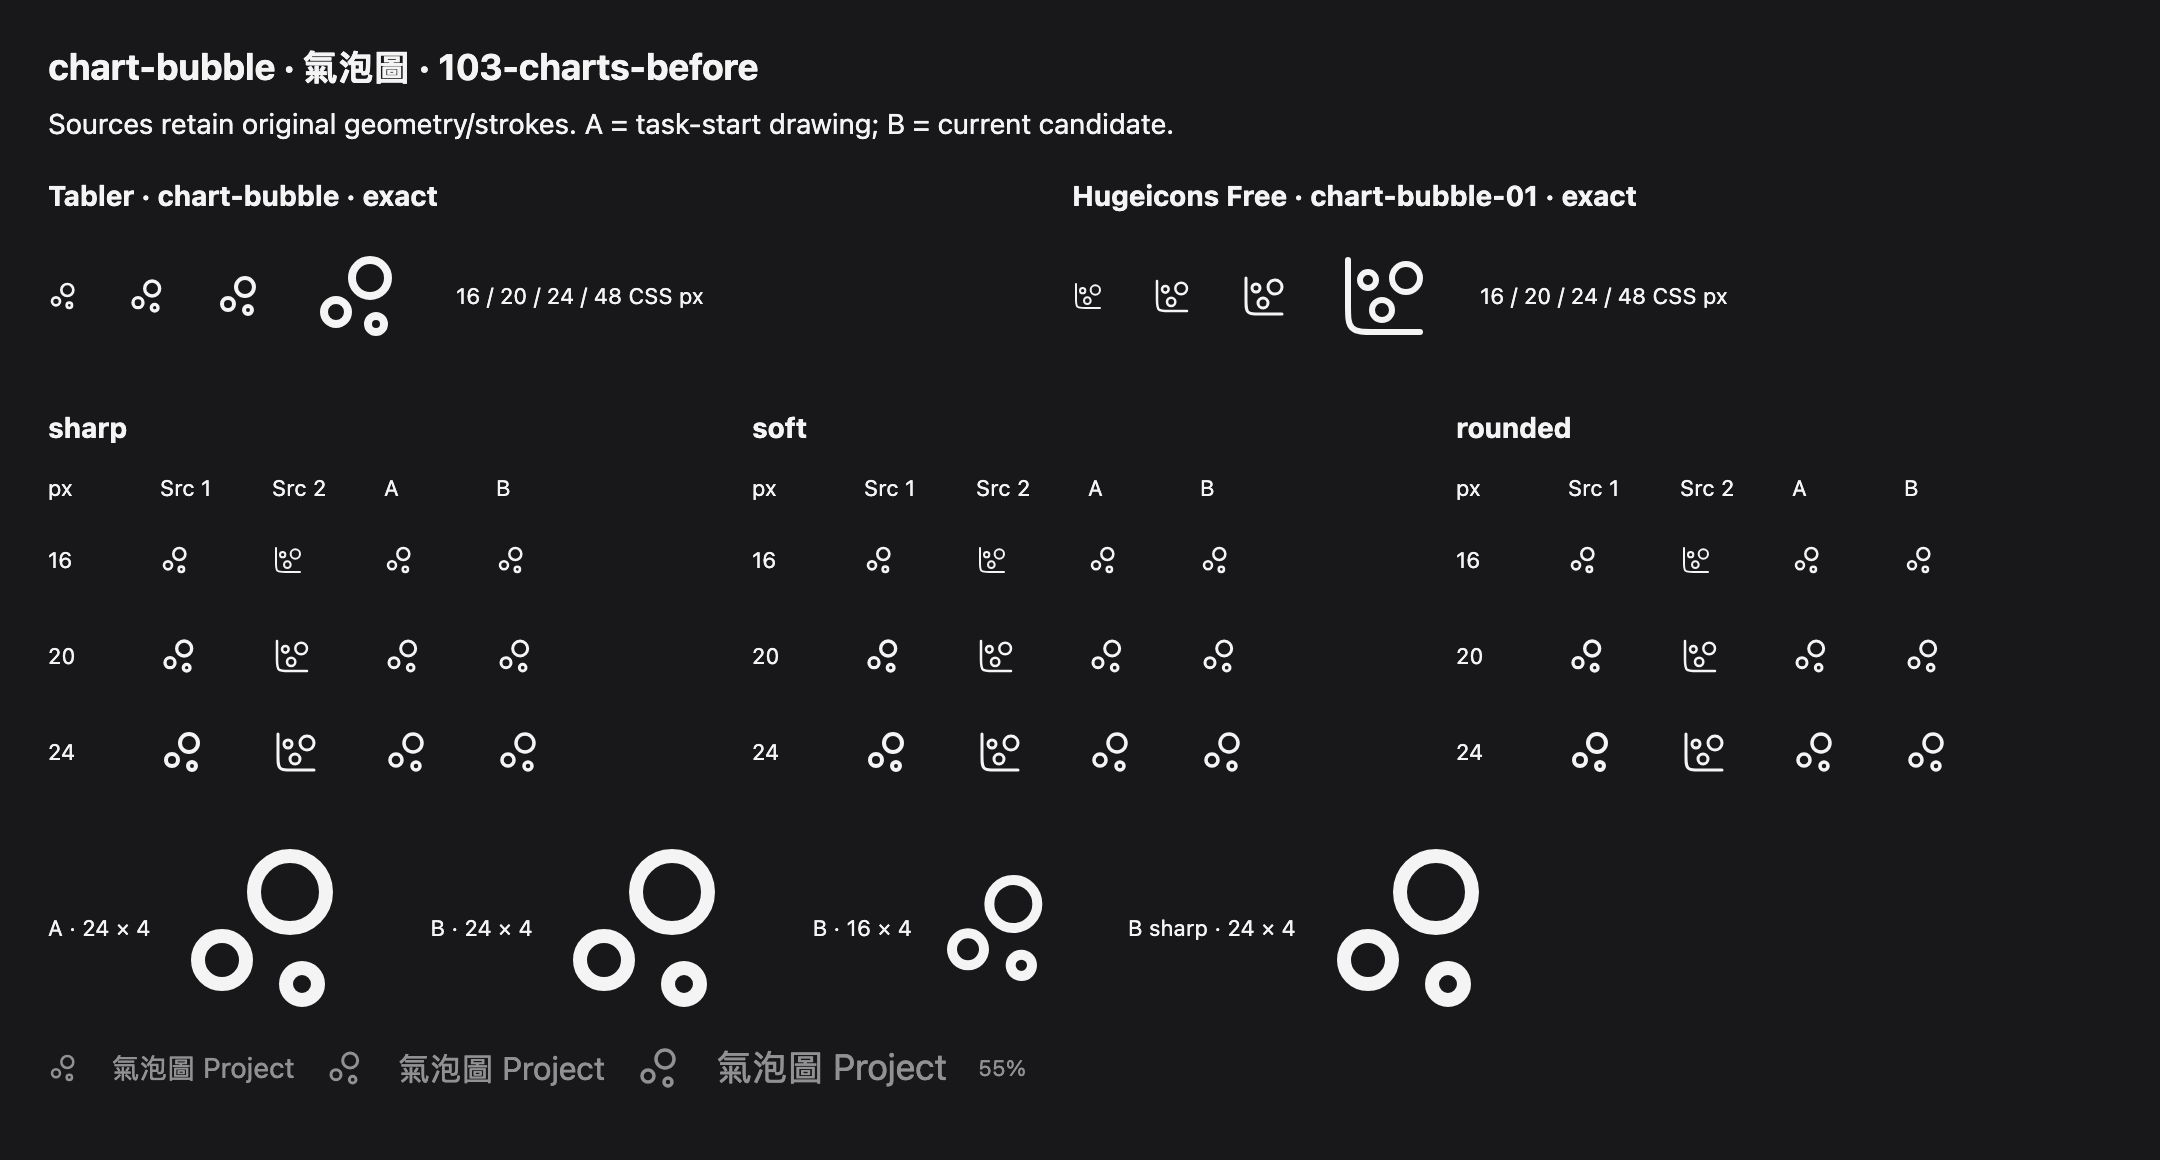 chart-bubble · 氣泡圖 · 103-charts-before
Sources retain original geometry/strokes. A = task-start drawing; B = current candidate.
Tabler · chart-bubble · exact
16 / 20 / 24 / 48 CSS px
Hugeicons Free · chart-bubble-01 · exact
16 / 20 / 24 / 48 CSS px
sharp
px Src 1 Src 2 A B
16
20
24
soft
px Src 1 Src 2 A B
16
20
24
rounded
px Src 1 Src 2 A B
16
20
24
A · 24 × 4
B · 24 × 4
B · 16 × 4
B sharp · 24 × 4
氣泡圖 Project 氣泡圖 Project 氣泡圖 Project 55%